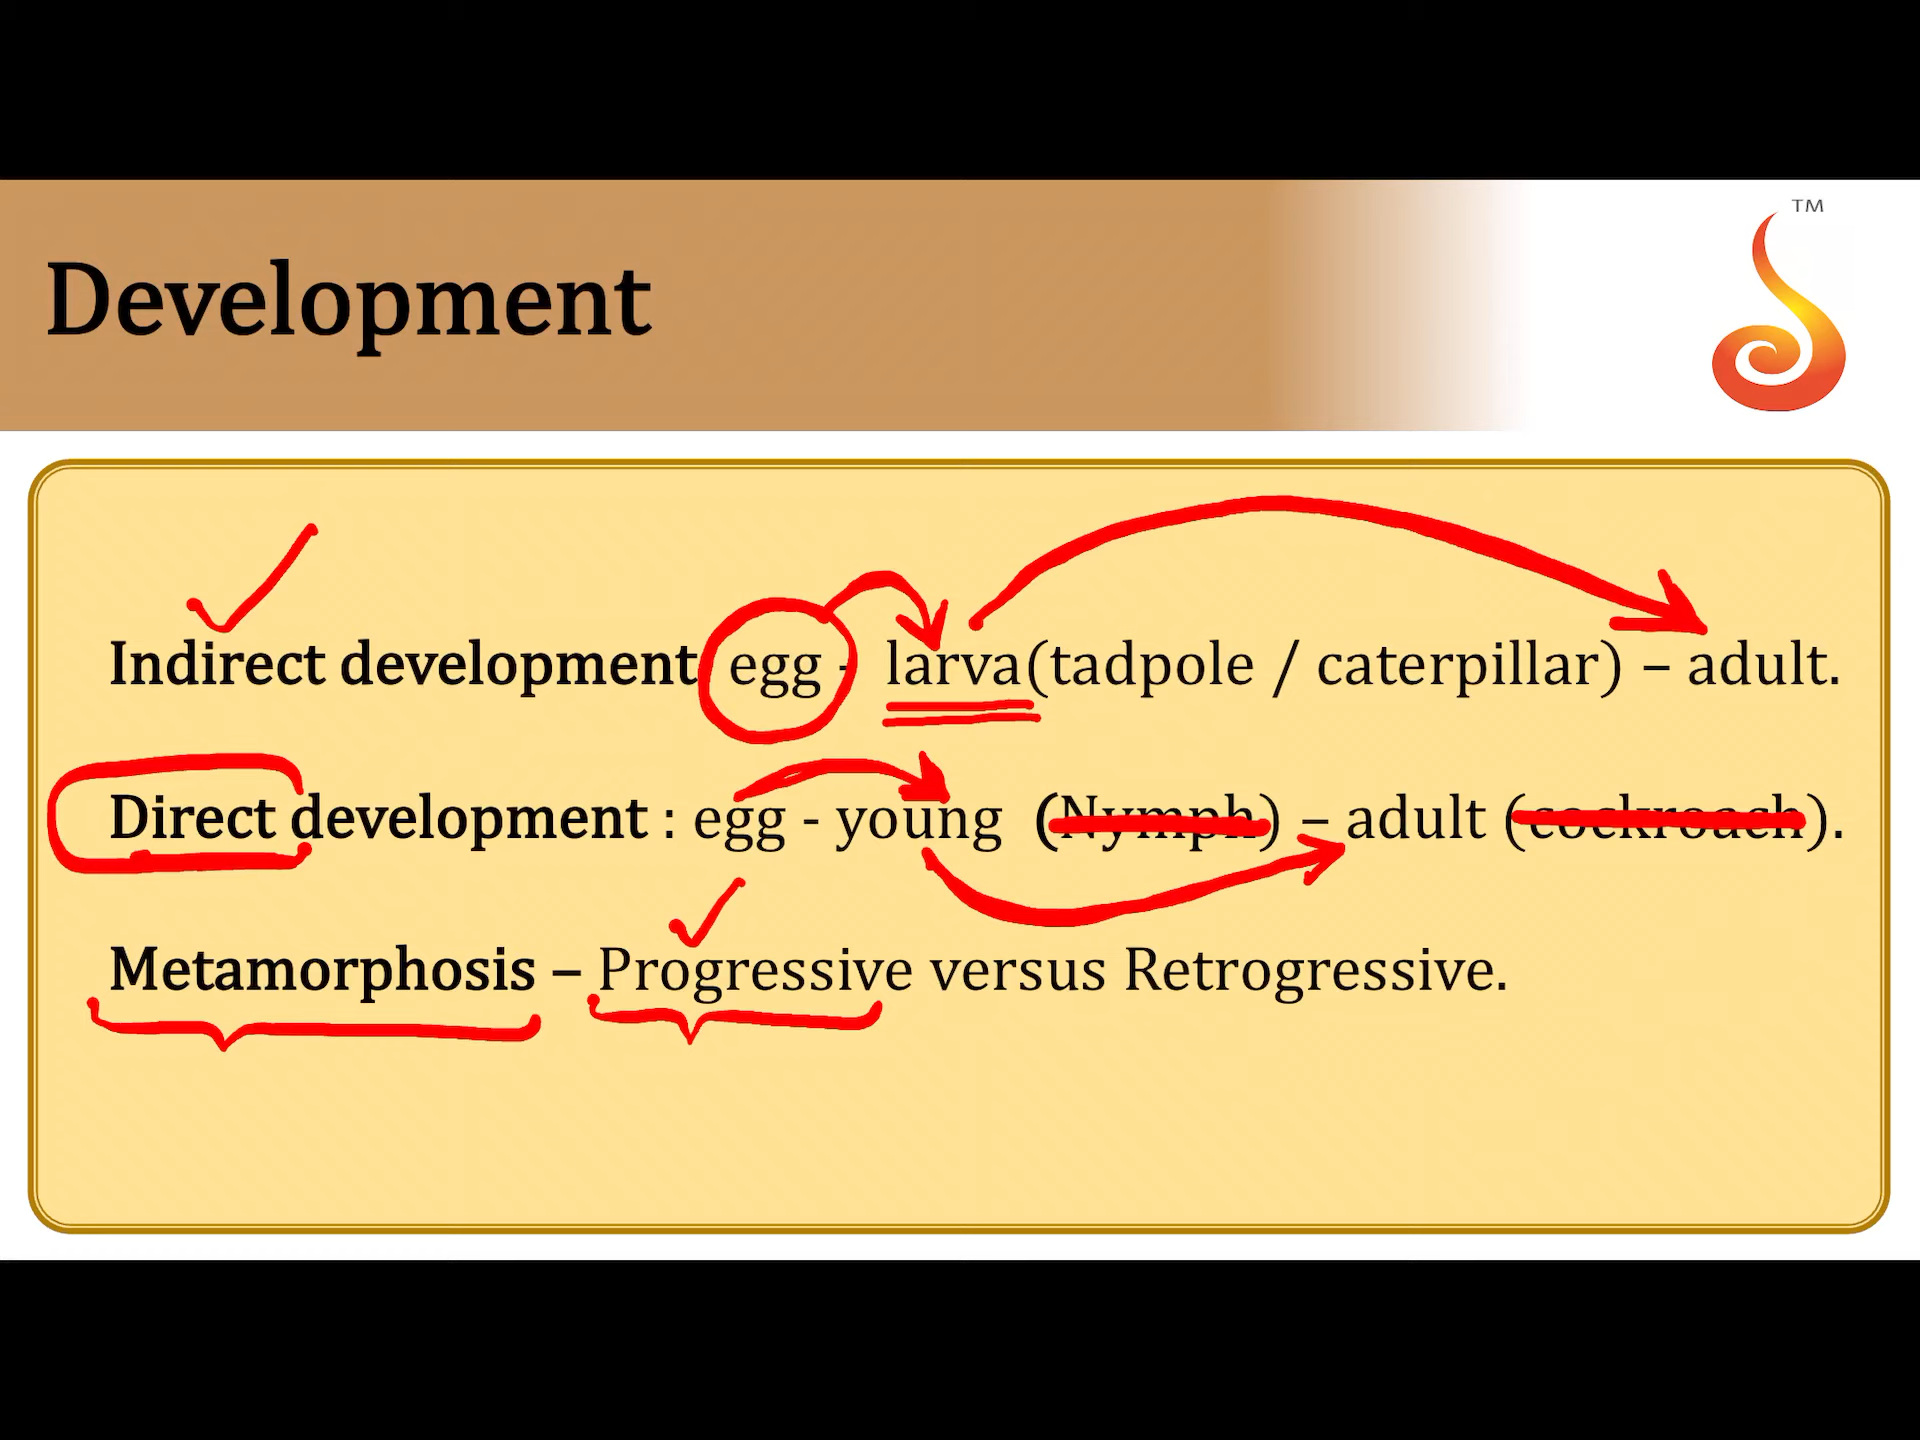 TM
Development
Indirect development egg - larva(tadpole / caterpillar) – adult.
Direct development : egg - young (Nymph) – adult (cockroach).
Metamorphosis – Progressive versus Retrogressive.